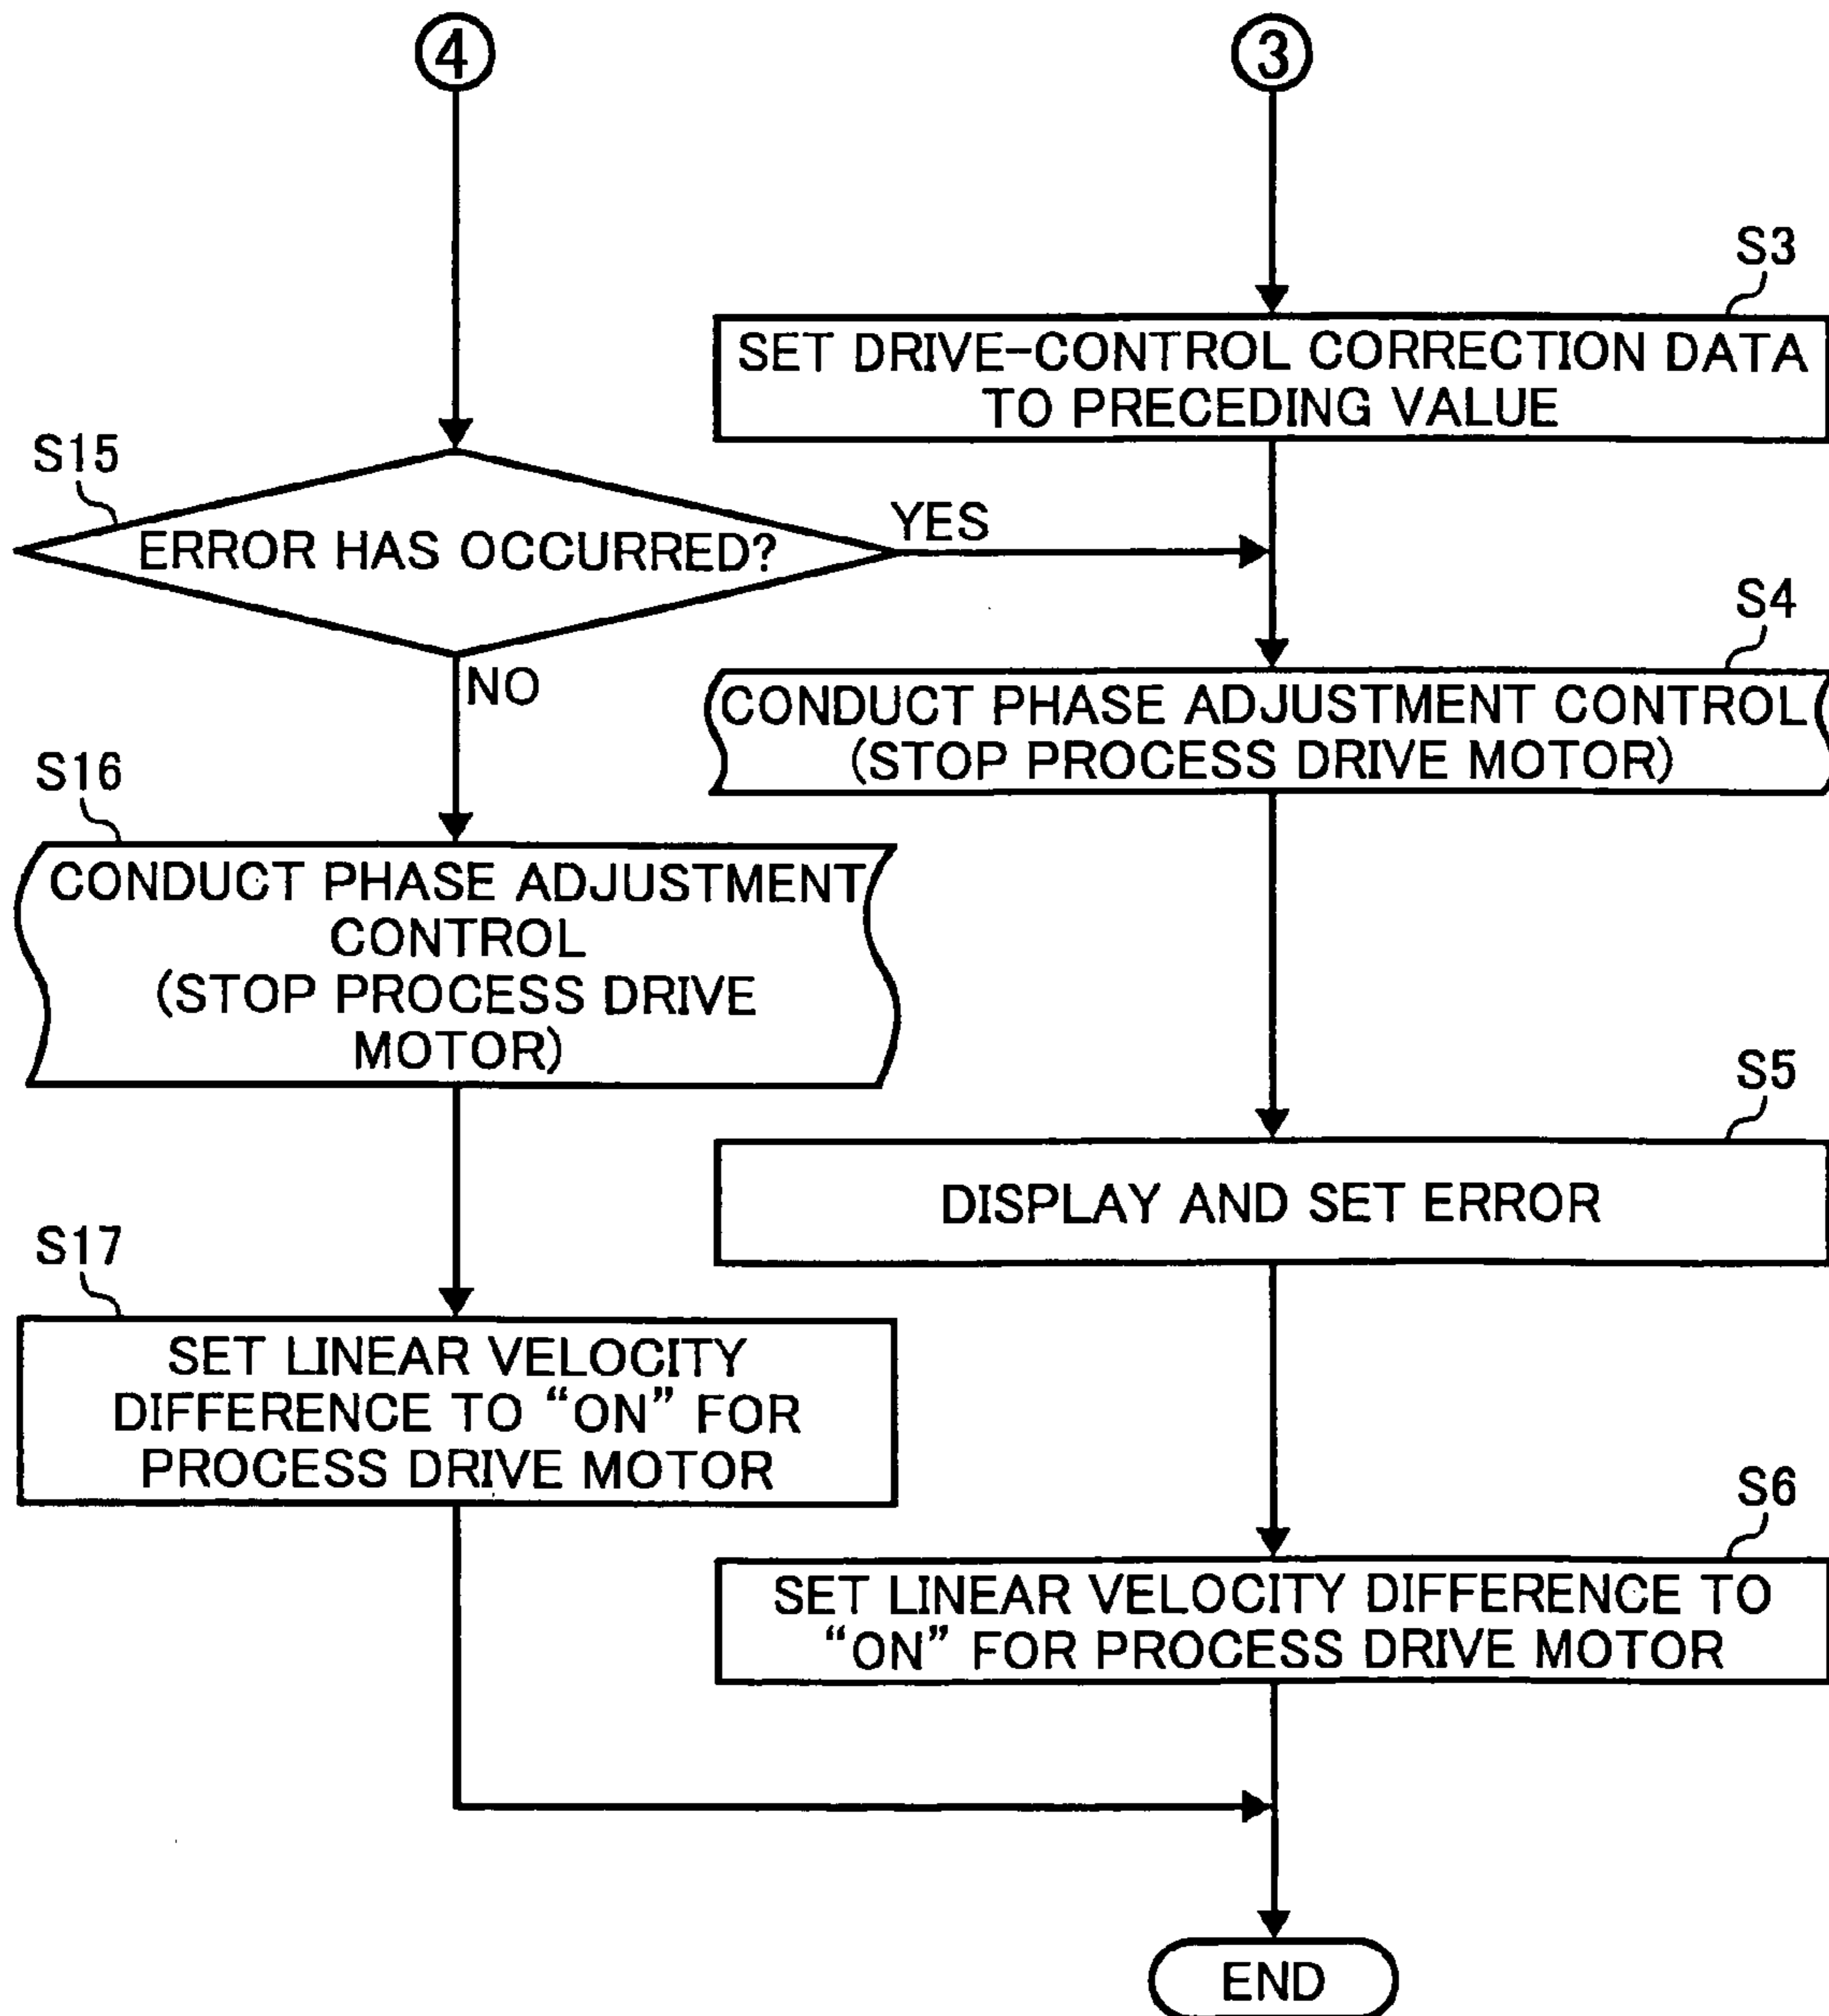 ④
③
S3
SET DRIVE-CONTROL CORRECTION DATA
TO PRECEDING VALUE
S15
ERROR HAS OCCURRED?
YES
NO
S4
CONDUCT PHASE ADJUSTMENT CONTROL
(STOP PROCESS DRIVE MOTOR)
S16
CONDUCT PHASE ADJUSTMENT
CONTROL
(STOP PROCESS DRIVE
MOTOR)
S5
DISPLAY AND SET ERROR
S17
SET LINEAR VELOCITY
DIFFERENCE TO “ON” FOR
PROCESS DRIVE MOTOR
S6
SET LINEAR VELOCITY DIFFERENCE TO
“ON” FOR PROCESS DRIVE MOTOR
END